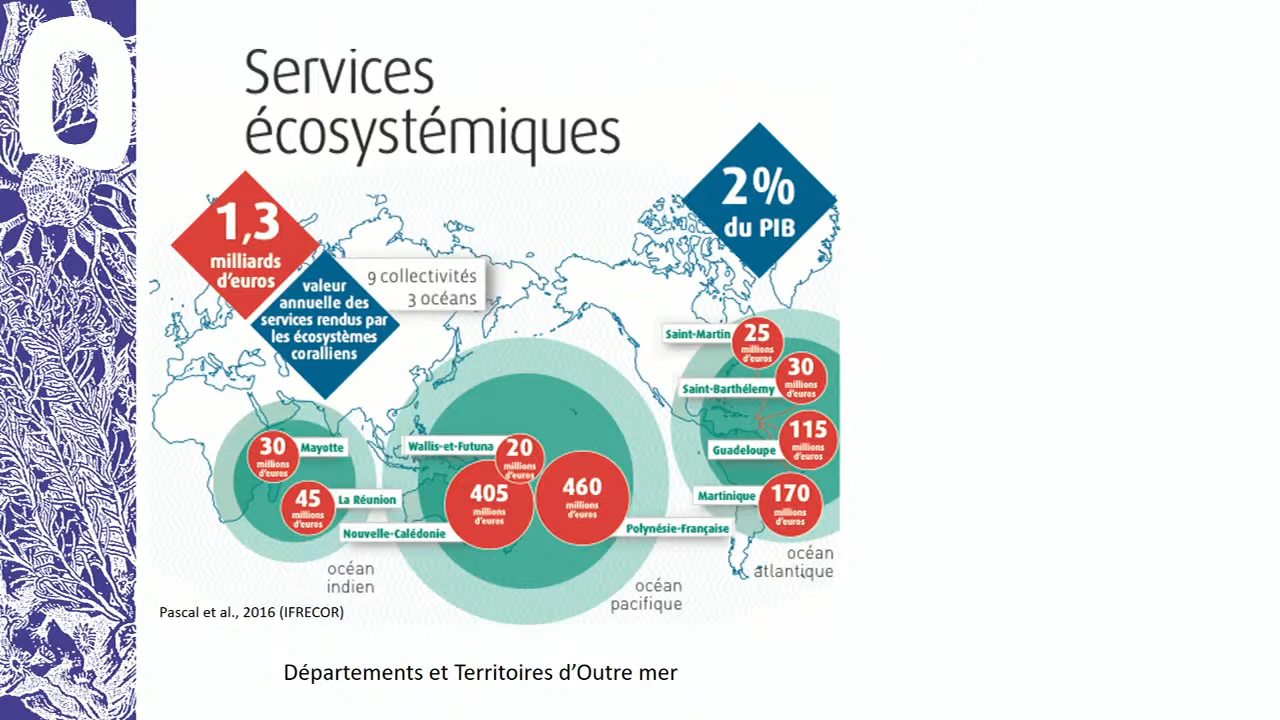 Services
écosystémiques
1,3
milliards
d'euros
valeur
annuelle des
services rendus par
les écosystèmes
coralliens
9 collectivités
3 océans
2%
du PIB
Saint-Martin
25
millions
d'euros
30
millions
d'euros
Saint-Barthélemy
115
millions
d'euros
Guadeloupe
Martinique
170
millions
d'euros
océan
atlantique
30
millions
d'euros
Mayotte
45
millions
d'euros
La Réunion
océan
indien
Wallis-et-Futuna
20
millions
d'euros
405
millions
d'euros
Nouvelle-Calédonie
460
millions
d'euros
Polynésie-Française
océan
pacifique
Pascal et al., 2016 (IFRECOR)
Départements et Territoires d’Outre mer